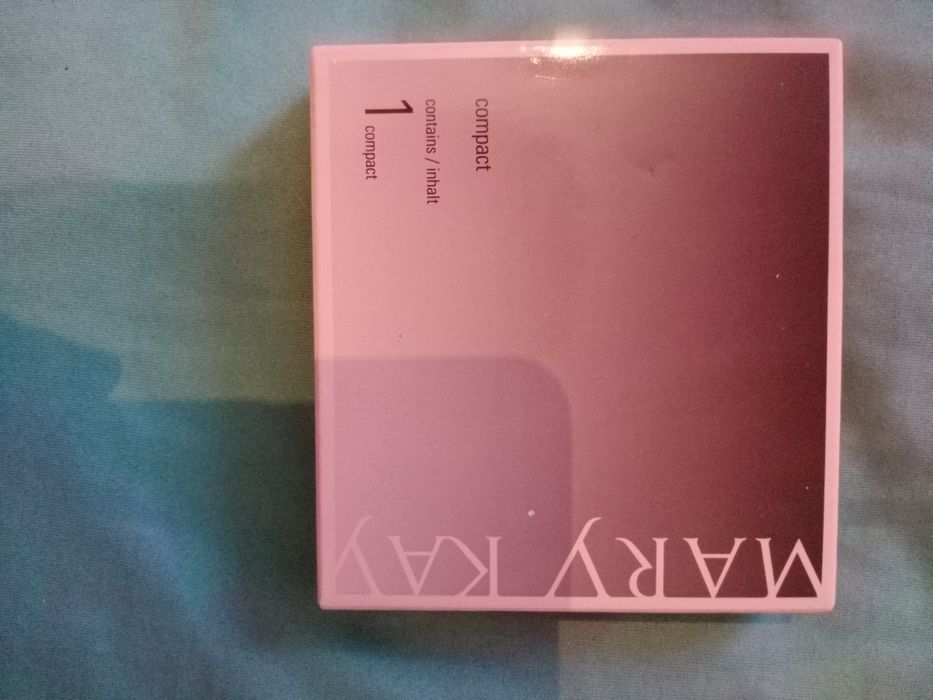 compact
contains / inhalt
1 compact
MARY KAY